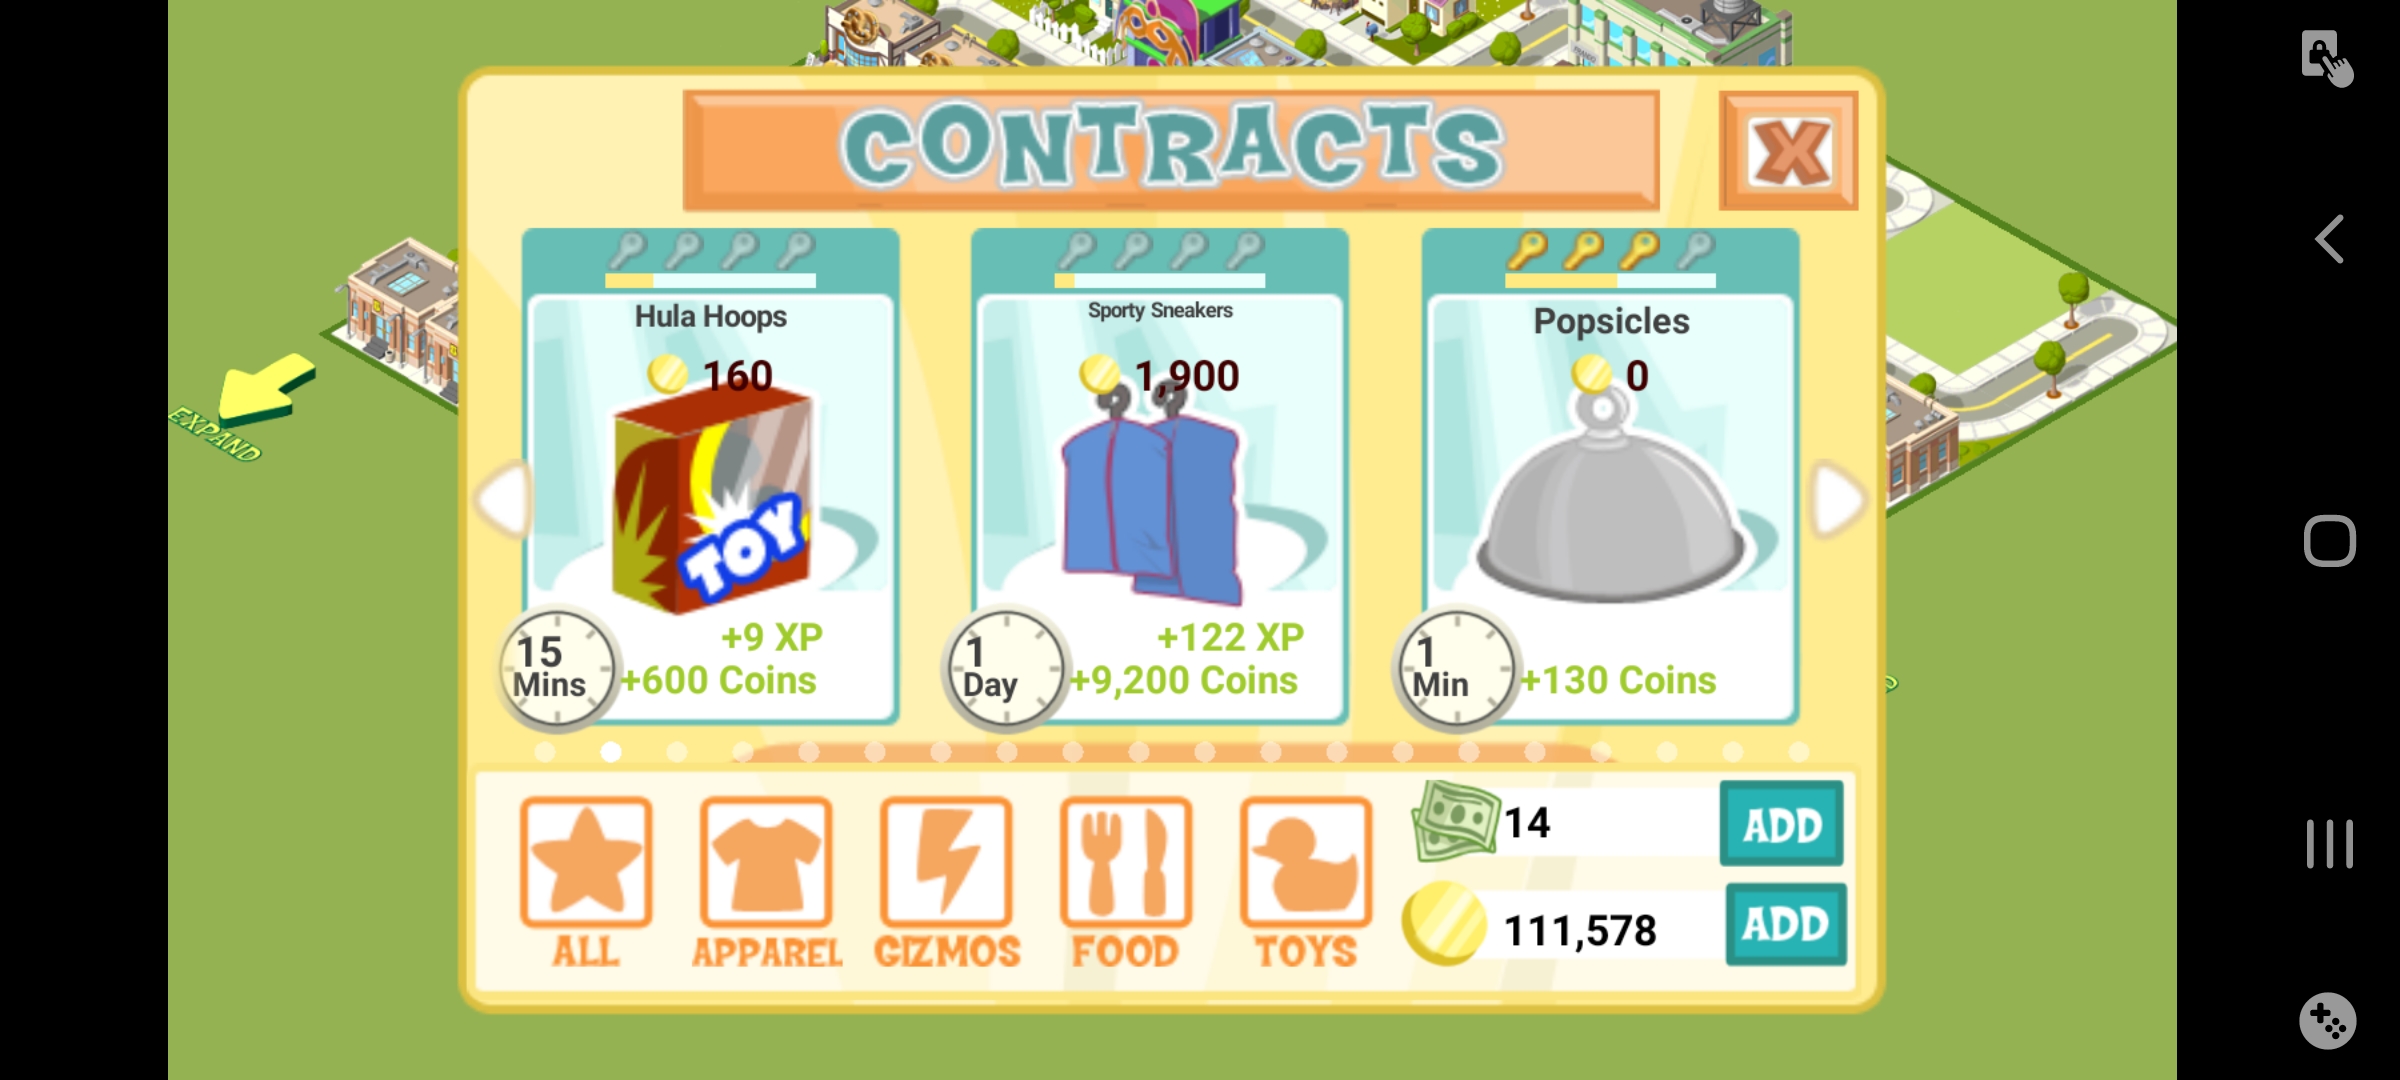 CONTRACTS
X
Hula Hoops
160
TOY
15
Mins
+9 XP
+600 Coins
Sporty Sneakers
1,900
1
Day
+122 XP
+9,200 Coins
Popsicles
0
1
Min
+130 Coins
EXPAND
ALL
APPAREL
GIZMOS
FOOD
TOYS
14
ADD
111,578
ADD